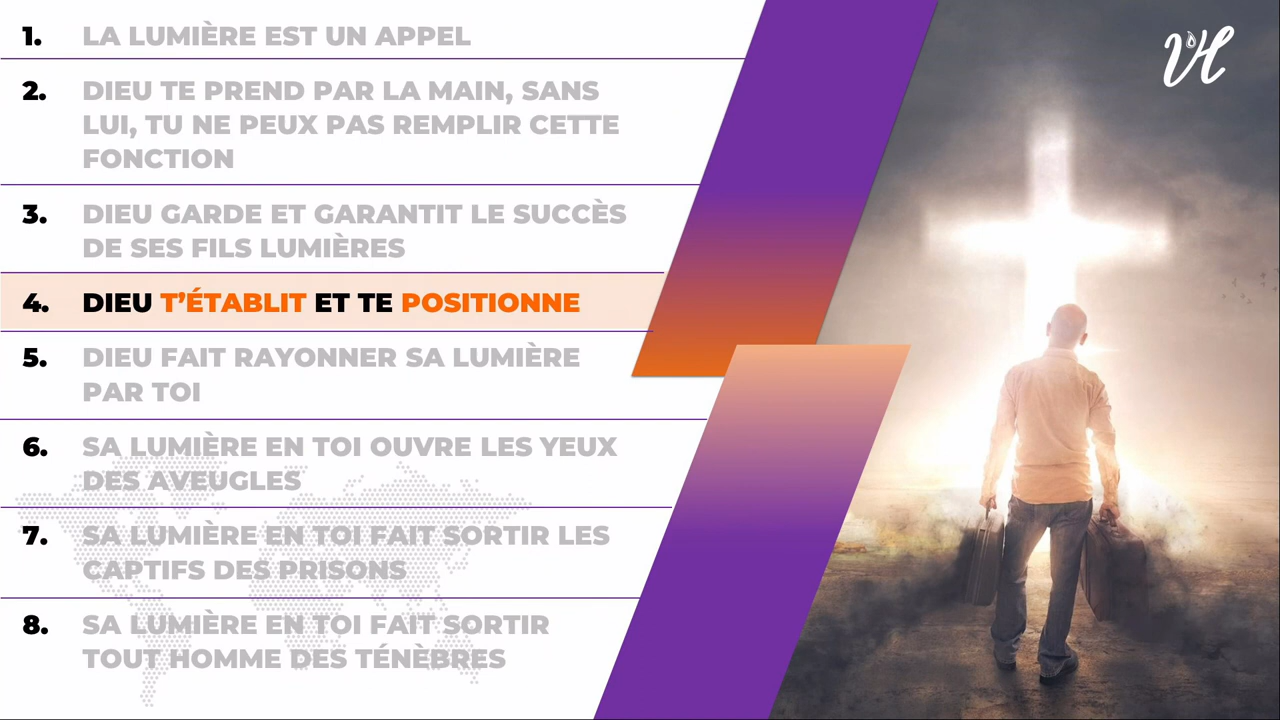 1. LA LUMIÈRE EST UN APPEL
2. DIEU TE PREND PAR LA MAIN, SANS
LUI, TU NE PEUX PAS REMPLIR CETTE
FONCTION
3. DIEU GARDE ET GARANTIT LE SUCCÈS
DE SES FILS LUMIÈRES
4. DIEU T'ÉTABLIT ET TE POSITIONNE
5. DIEU FAIT RAYONNER SA LUMIÈRE
PAR TOI
6. SA LUMIÈRE EN TOI OUVRE LES YEUX
DES AVEUGLES
7. SA LUMIÈRE EN TOI FAIT SORTIR LES
CAPTIFS DES PRISONS
8. SA LUMIÈRE EN TOI FAIT SORTIR
TOUT HOMME DES TÉNÈBRES
VH